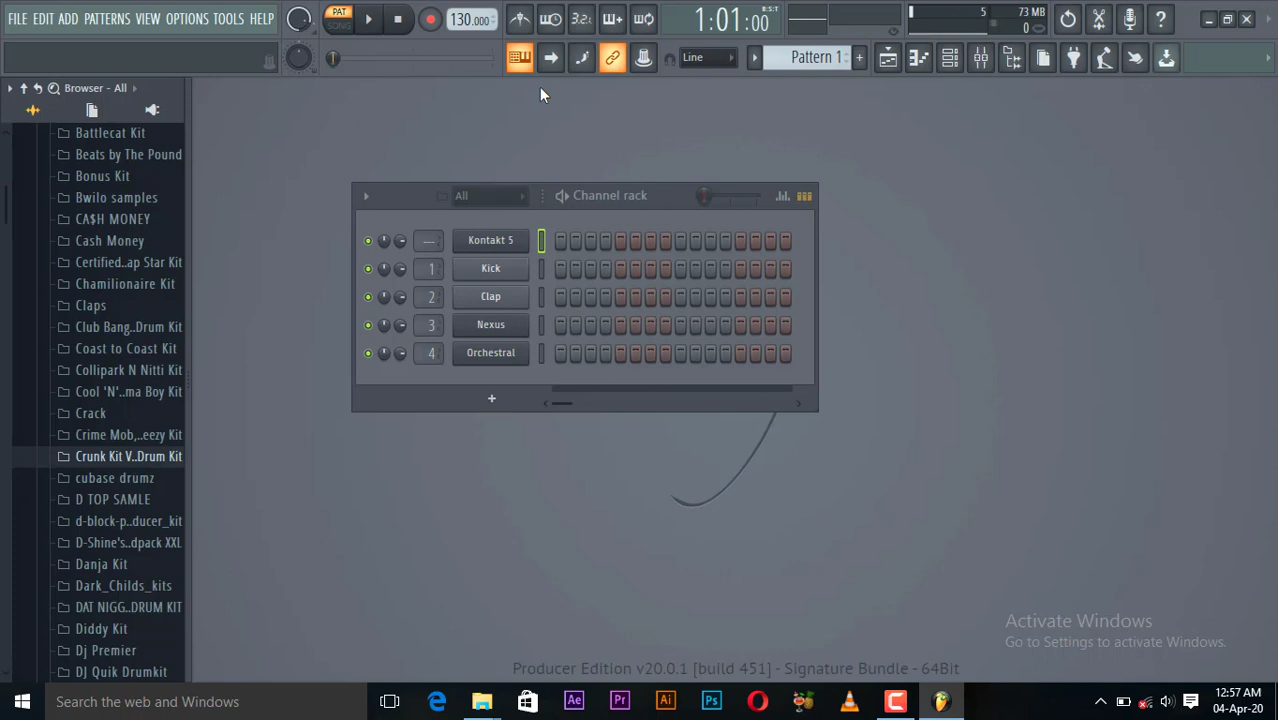 FILE EDIT ADD PATTERNS VIEW OPTIONS TOOLS HELP
PAT
SONG
130.000
3.2
1:01:00
B:S:T
5
73 MB
0
Line
Pattern 1
+
Browser - All
Battlecat Kit
Beats by The Pound
Bonus Kit
Bwilo samples
CA$H MONEY
Cash Money
Certified..ap Star Kit
Chamilionaire Kit
Claps
Club Bang..Drum Kit
Coast to Coast Kit
Collipark N Nitti Kit
Cool 'N'..ma Boy Kit
Crack
Crime Mob,..eezy Kit
Crunk Kit V..Drum Kit
cubase drumz
D TOP SAMLE
d-block-p..ducer_kit
D-Shine's..dpack XXL
Danja Kit
Dark_Childs_kits
DAT NIGG..DRUM KIT
Diddy Kit
Dj Premier
DJ Quik Drumkit
All
Channel rack
--- Kontakt 5
1 Kick
2 Clap
3 Nexus
4 Orchestral
+
Activate Windows
Go to Settings to activate Windows.
Producer Edition v20.0.1 [build 451] - Signature Bundle - 64Bit
Search the web and Windows
Ae
Pr
Ai
Ps
12:57 AM
04-Apr-20